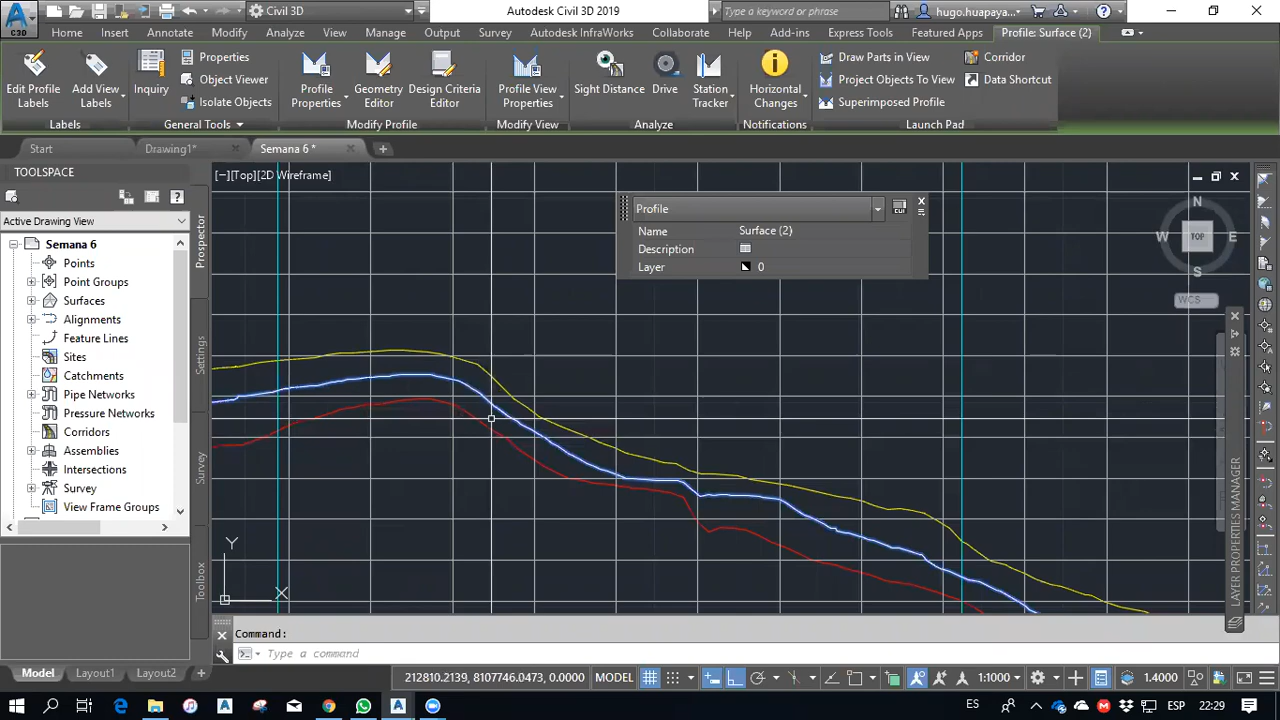 Civil 3D
Autodesk Civil 3D 2019
Type a keyword or phrase
hugo.huapaya...
C3D
Home Insert Annotate Modify Analyze View Manage Output Survey Autodesk InfraWorks Collaborate Help Add-ins Express Tools Featured Apps Profile: Surface (2)
Edit Profile Labels
Add View Labels
Labels
Inquiry
Properties
Object Viewer
Isolate Objects
General Tools
Profile Properties
Geometry Editor
Design Criteria Editor
Modify Profile
Profile View Properties
Modify View
Sight Distance
Drive
Station Tracker
Analyze
Horizontal Changes
Notifications
Draw Parts in View
Project Objects To View
Superimposed Profile
Corridor
Data Shortcut
Launch Pad
Start
Drawing1*
Semana 6 *
TOOLSPACE
Active Drawing View
Semana 6
Points
Point Groups
Surfaces
Alignments
Feature Lines
Sites
Catchments
Pipe Networks
Pressure Networks
Corridors
Assemblies
Intersections
Survey
View Frame Groups
Prospector
Settings
Survey
Toolbox
[−][Top][2D Wireframe]
Profile
Name Surface (2)
Description
Layer 0
N
W TOP E
S
WCS
LAYER PROPERTIES MANAGER
Y
X
Command:
Type a command
Model Layout1 Layout2
212810.2139, 8107746.0473, 0.0000 MODEL
1:1000
1.4000
ES
ESP
22:29